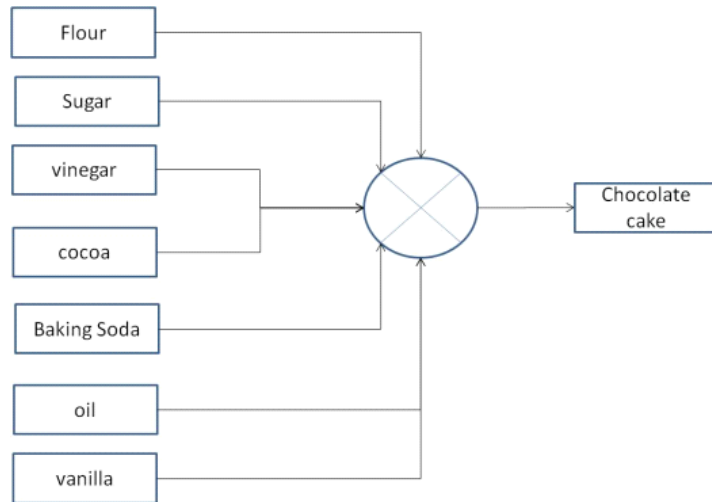 Flour
Sugar
vinegar
cocoa
Baking Soda
oil
vanilla
Chocolate
cake